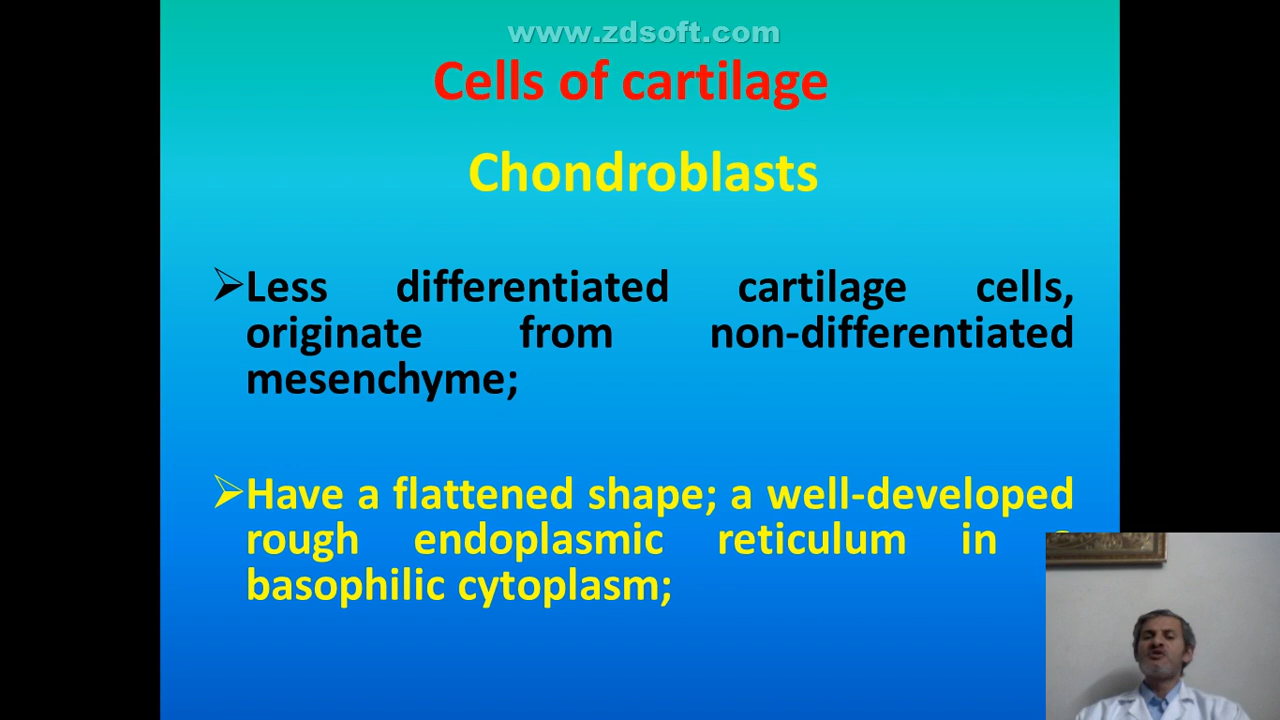 www.zdsoft.com
Cells of cartilage
Chondroblasts
➢Less differentiated cartilage cells,
originate from non-differentiated
mesenchyme;
➢Have a flattened shape; a well-developed
rough endoplasmic reticulum in
basophilic cytoplasm;